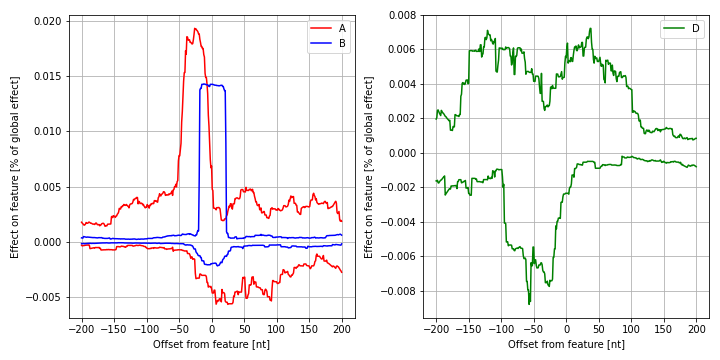 0.020
0.015
0.010
0.005
0.000
−0.005
−200 −150 −100 −50 0 50 100 150 200
Offset from feature [nt]
Effect on feature [% of global effect]
A
B
0.008
0.006
0.004
0.002
0.000
−0.002
−0.004
−0.006
−0.008
−200 −150 −100 −50 0 50 100 150 200
Offset from feature [nt]
Effect on feature [% of global effect]
D